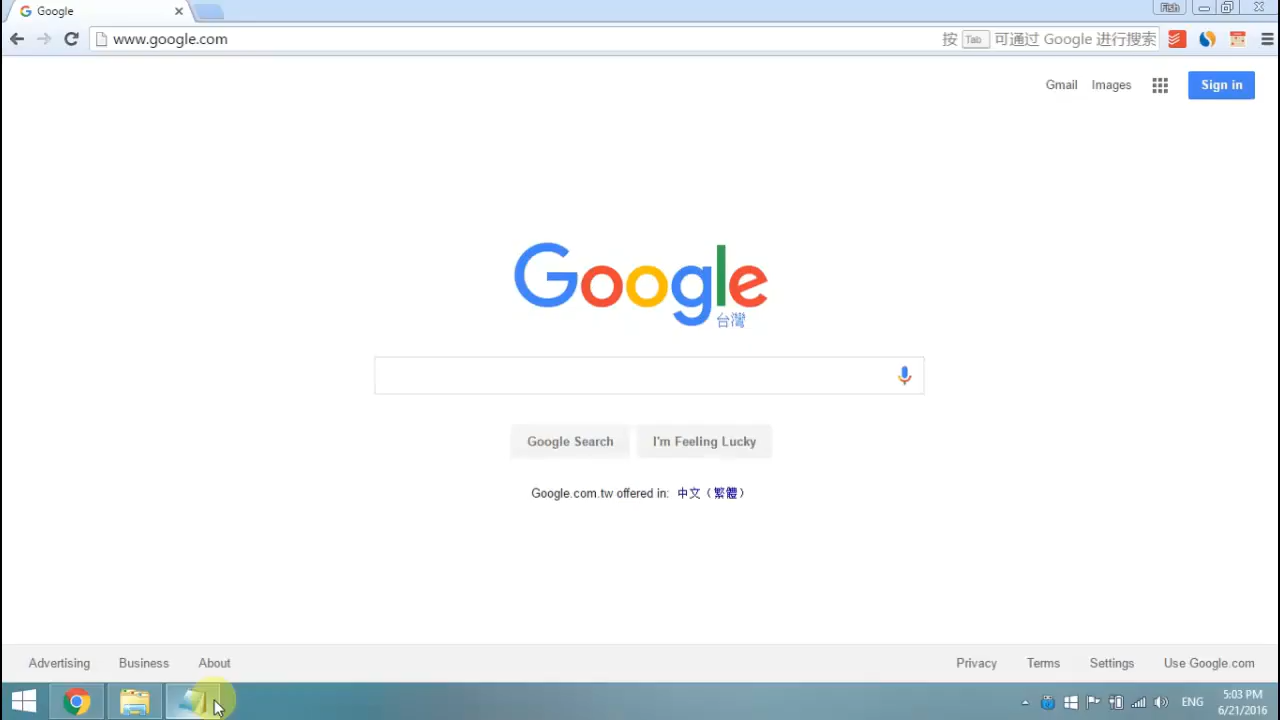 Google
Fish
www.google.com
按 Tab 可通过 Google 进行搜索
Gmail Images Sign in
Google
台灣
Google Search I'm Feeling Lucky
Google.com.tw offered in: 中文（繁體）
Advertising Business About Privacy Terms Settings Use Google.com
ENG
5:03 PM
6/21/2016